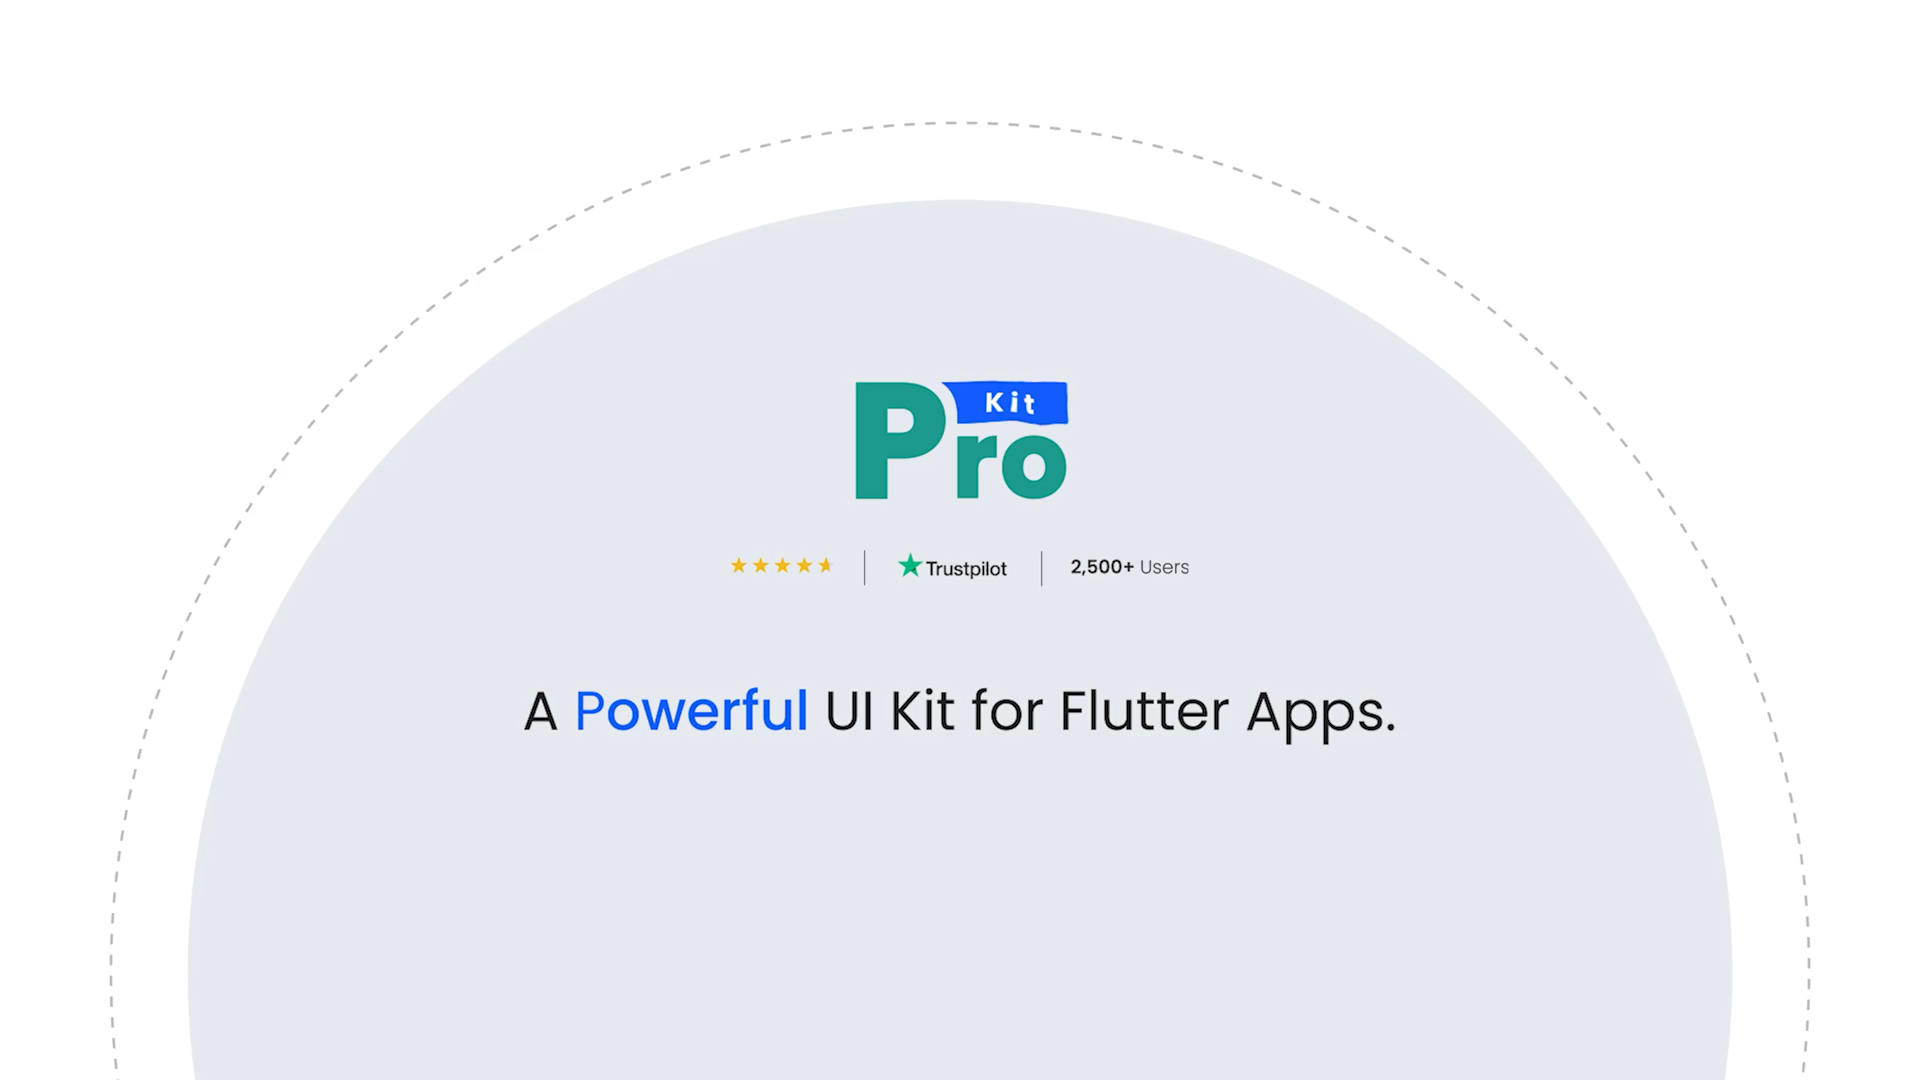 Kit
Pro
Trustpilot
2,500+ Users
A Powerful UI Kit for Flutter Apps.